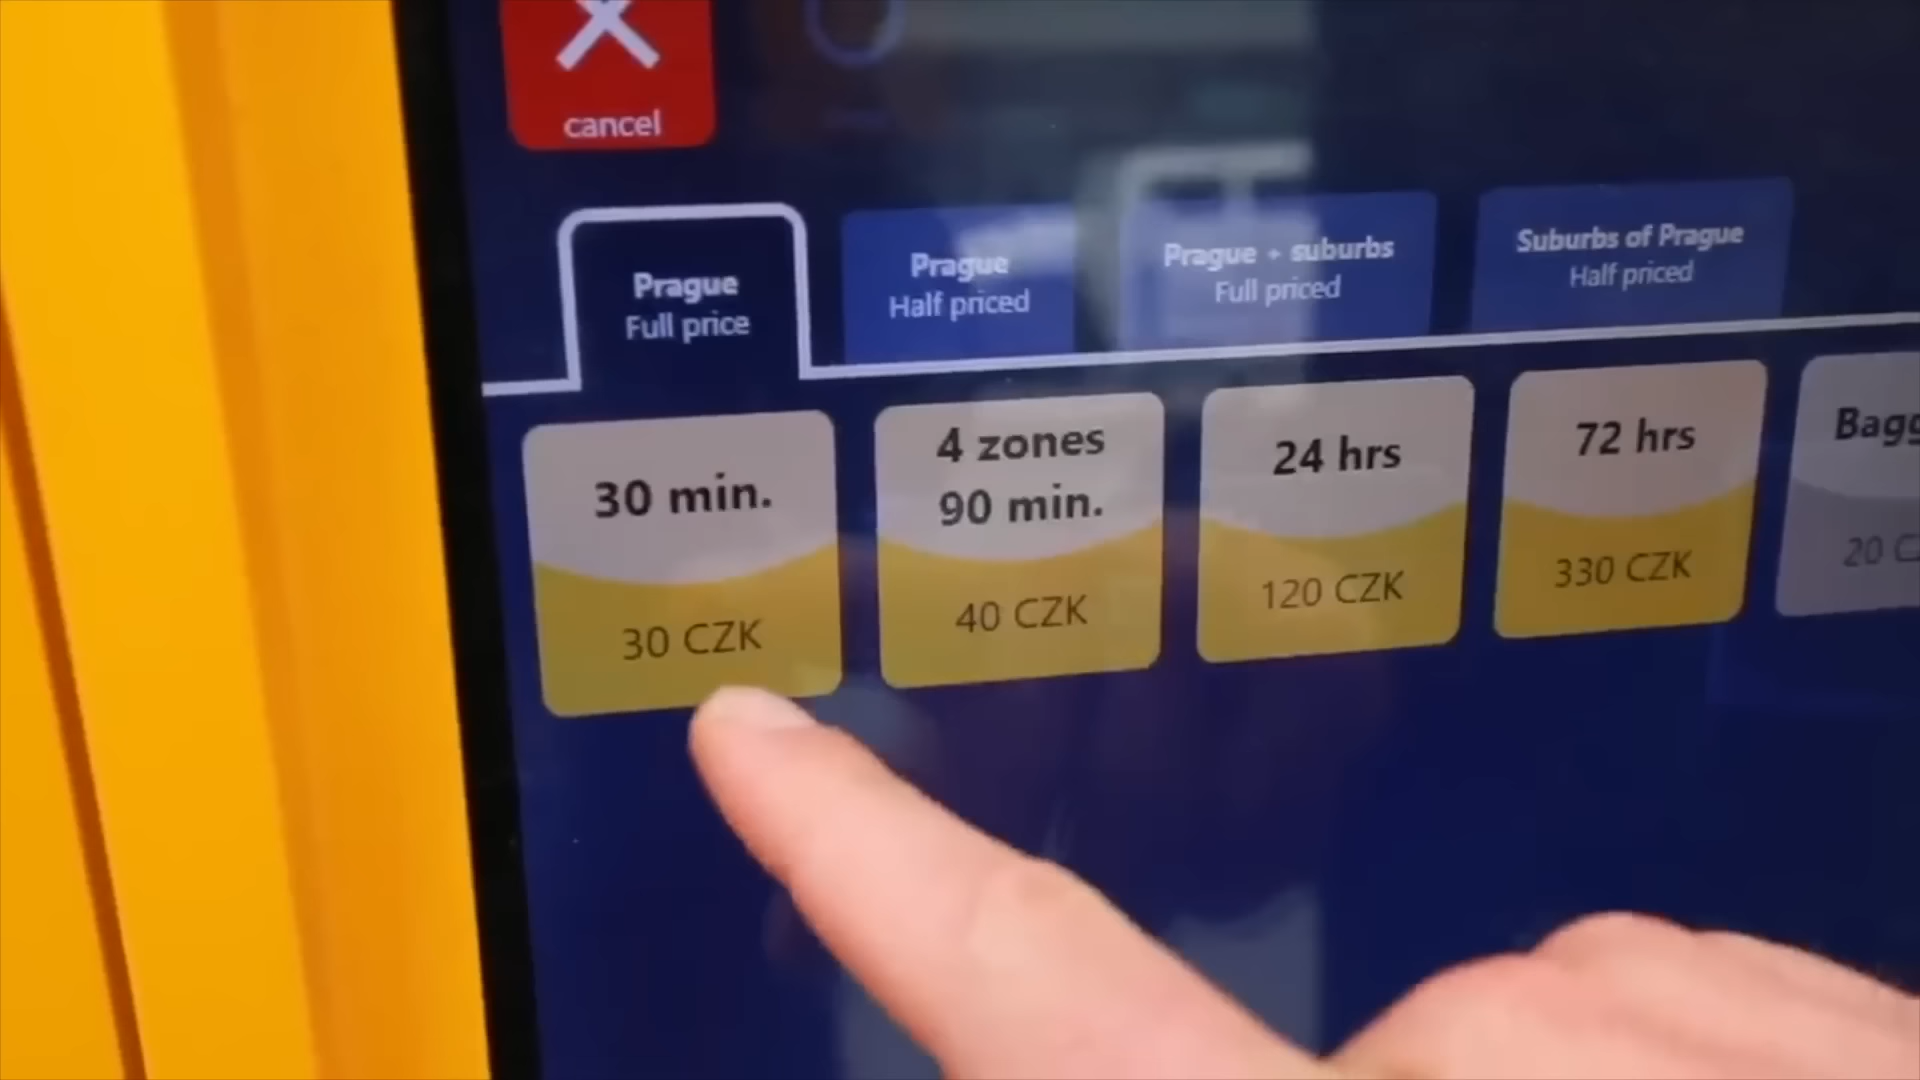 cancel
Prague
Full price
Prague
Half priced
Prague + suburbs
Full priced
Suburbs of Prague
Half priced
30 min.
30 CZK
4 zones
90 min.
40 CZK
24 hrs
120 CZK
72 hrs
330 CZK
20